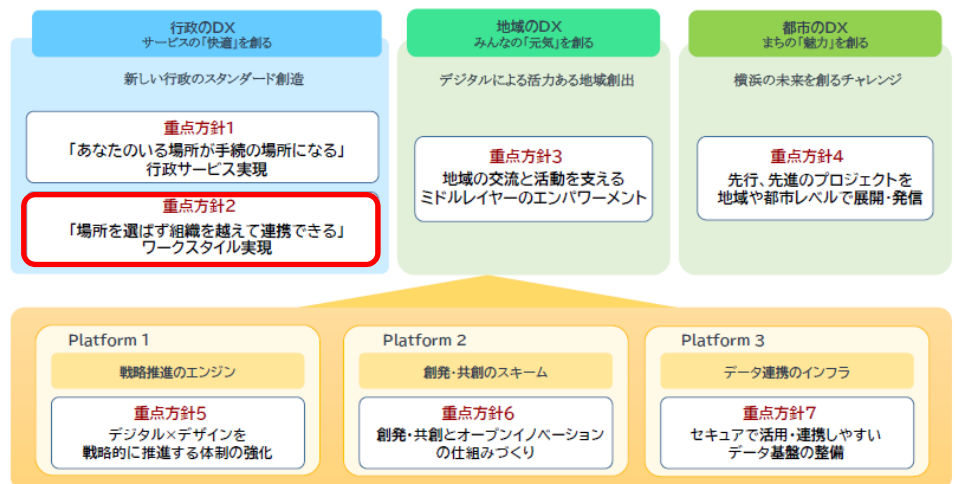 行政のDX
サービスの「快適」を創る
新しい行政のスタンダード創造
重点方針1
「あなたのいる場所が手続の場所になる」
行政サービス実現
重点方針2
「場所を選ばず組織を越えて連携できる」
ワークスタイル実現
地域のDX
みんなの「元気」を創る
デジタルによる活力ある地域創出
重点方針3
地域の交流と活動を支える
ミドルレイヤーのエンパワーメント
都市のDX
まちの「魅力」を創る
横浜の未来を創るチャレンジ
重点方針4
先行、先進のプロジェクトを
地域や都市レベルで展開・発信
Platform 1
戦略推進のエンジン
重点方針5
デジタル×デザインを
戦略的に推進する体制の強化
Platform 2
創発・共創のスキーム
重点方針6
創発・共創とオープンイノベーション
の仕組みづくり
Platform 3
データ連携のインフラ
重点方針7
セキュアで活用・連携しやすい
データ基盤の整備